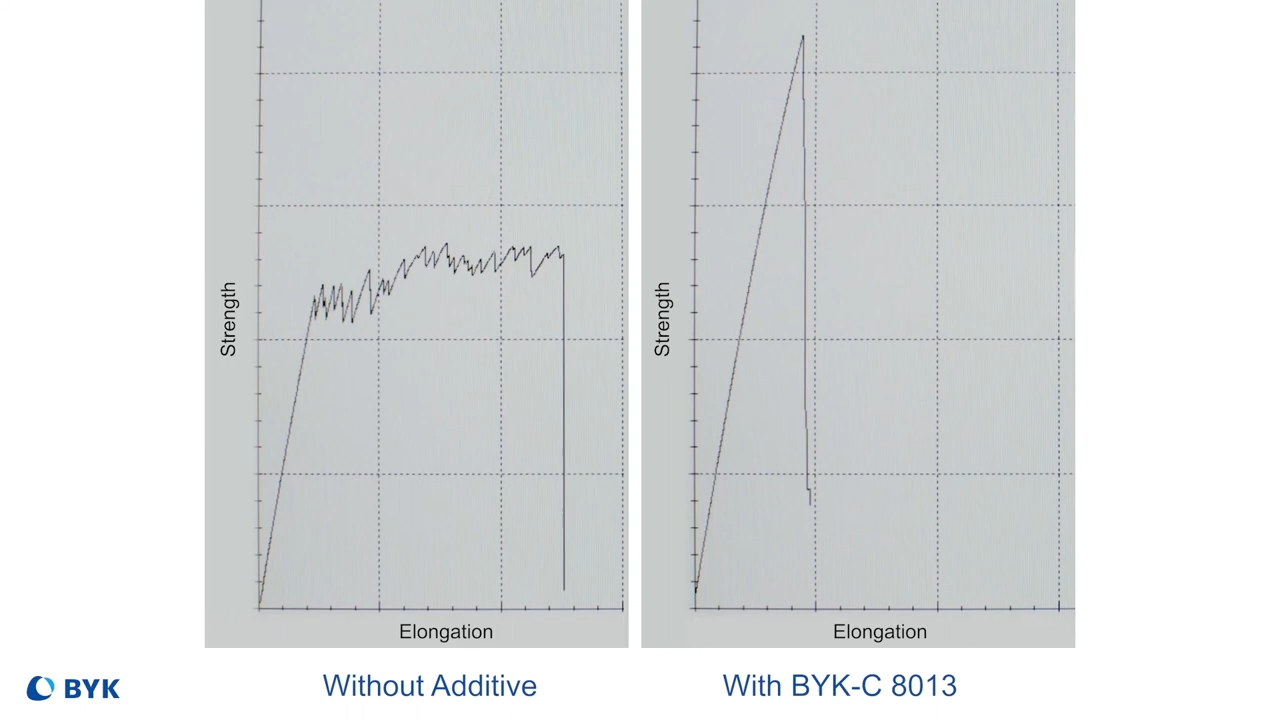 Strength
Elongation
Strength
Elongation
BYK
Without Additive
With BYK-C 8013